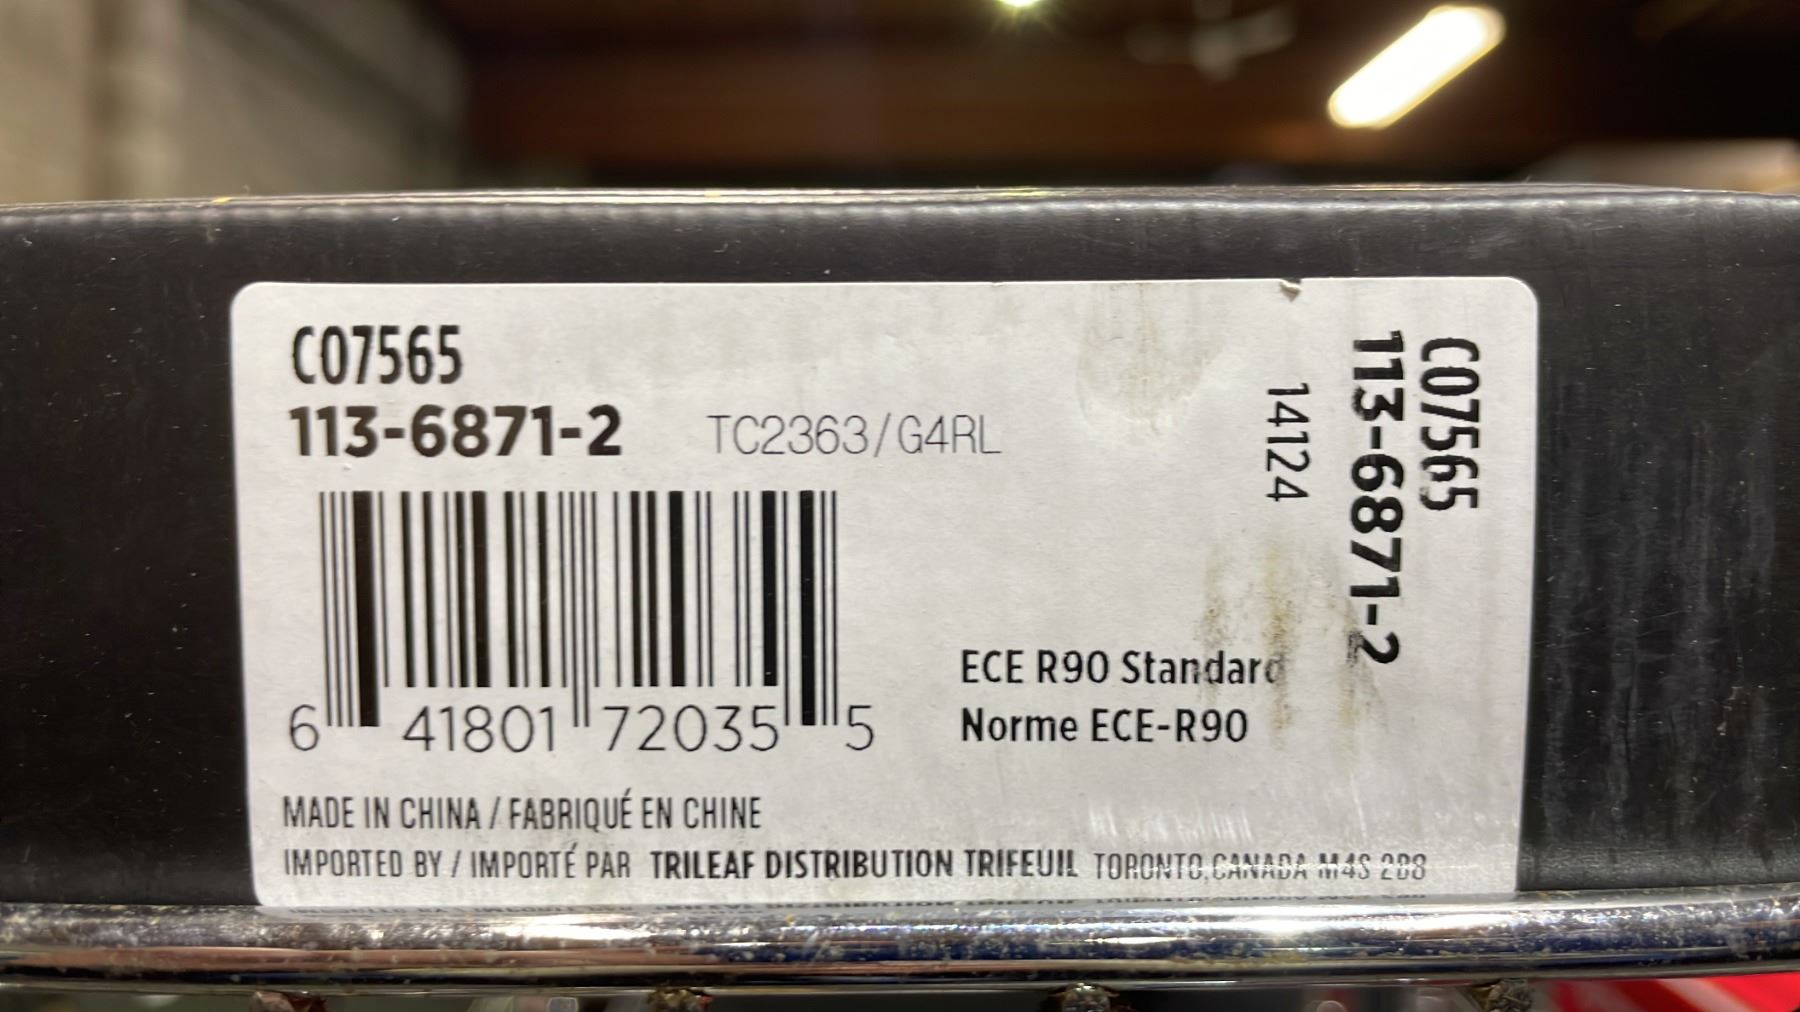 C07565
113-6871-2 TC2363/G4RL
6 41801 72035 5
ECE R90 Standard
Norme ECE-R90
MADE IN CHINA / FABRIQUÉ EN CHINE
IMPORTED BY / IMPORTÉ PAR TRILEAF DISTRIBUTION TRIFEUIL TORONTO, CANADA M4S 2B8
14124
113-6871-2
C07565